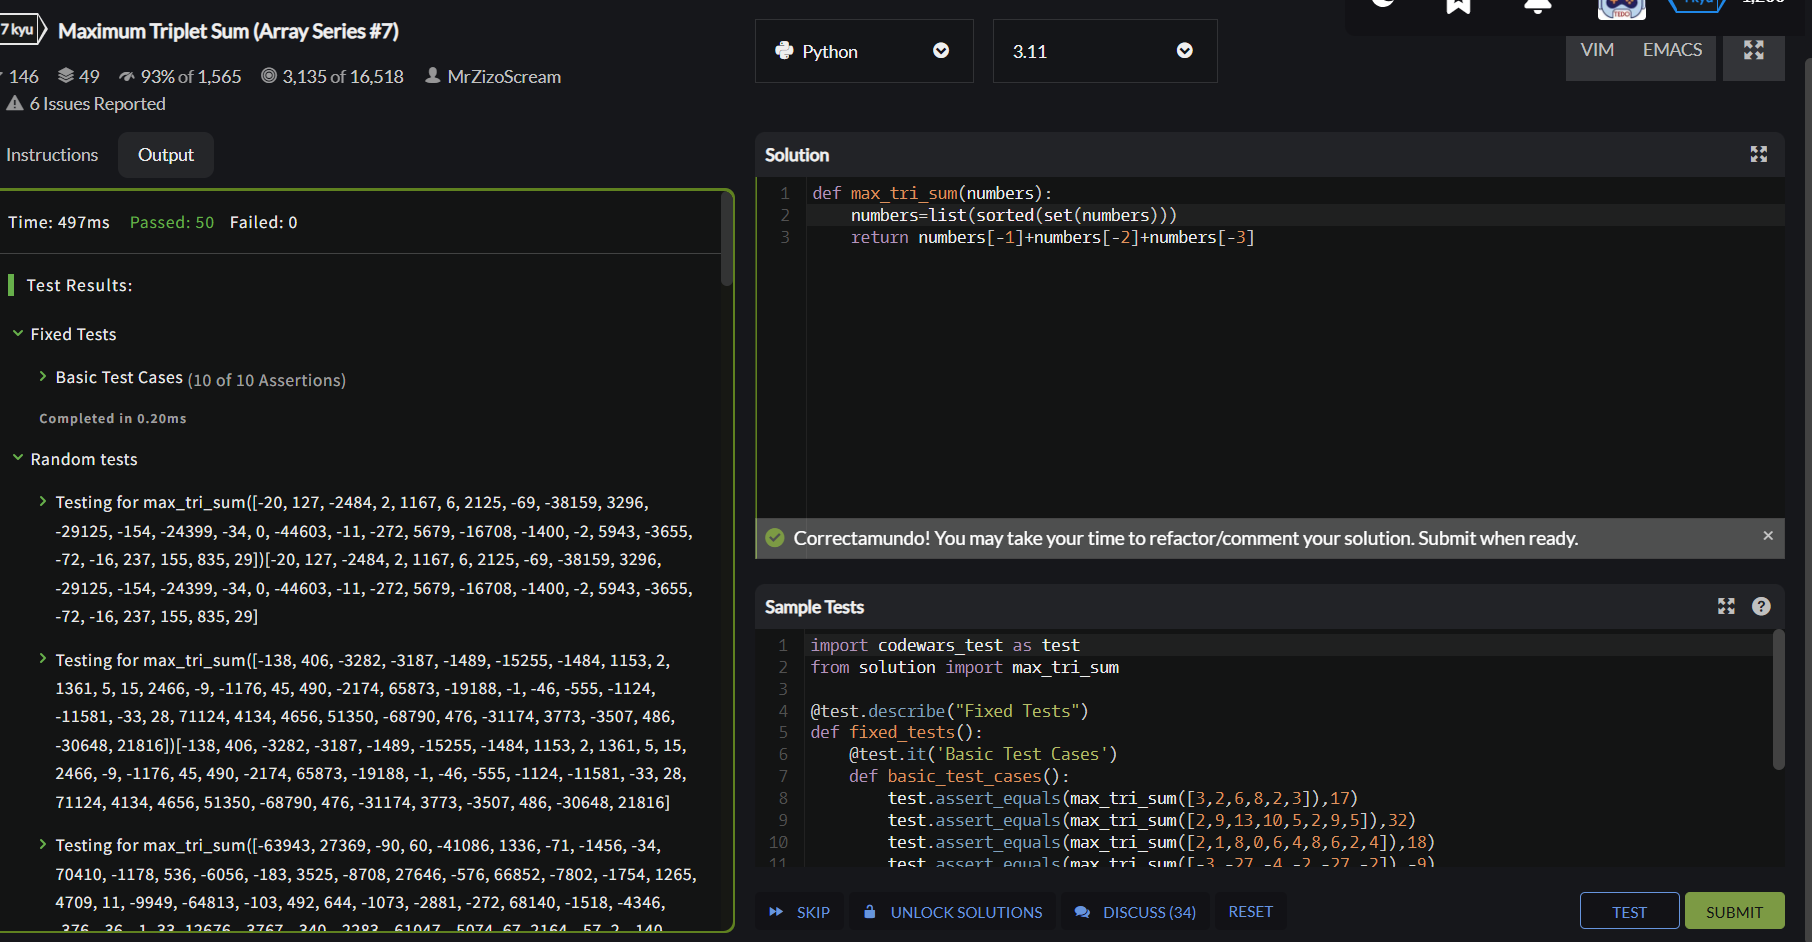 7 kyu Maximum Triplet Sum (Array Series #7)
146 49 93% of 1,565 3,135 of 16,518 MrZizoScream
6 Issues Reported
Instructions Output
Time: 497ms Passed: 50 Failed: 0
Test Results:
Fixed Tests
Basic Test Cases (10 of 10 Assertions)
Completed in 0.20ms
Random tests
Testing for max_tri_sum([-20, 127, -2484, 2, 1167, 6, 2125, -69, -38159, 3296,
-29125, -154, -24399, -34, 0, -44603, -11, -272, 5679, -16708, -1400, -2, 5943, -3655,
-72, -16, 237, 155, 835, 29])[-20, 127, -2484, 2, 1167, 6, 2125, -69, -38159, 3296,
-29125, -154, -24399, -34, 0, -44603, -11, -272, 5679, -16708, -1400, -2, 5943, -3655,
-72, -16, 237, 155, 835, 29]
Testing for max_tri_sum([-138, 406, -3282, -3187, -1489, -15255, -1484, 1153, 2,
1361, 5, 15, 2466, -9, -1176, 45, 490, -2174, 65873, -19188, -1, -46, -555, -1124,
-11581, -33, 28, 71124, 4134, 4656, 51350, -68790, 476, -31174, 3773, -3507, 486,
-30648, 21816])[-138, 406, -3282, -3187, -1489, -15255, -1484, 1153, 2, 1361, 5, 15,
2466, -9, -1176, 45, 490, -2174, 65873, -19188, -1, -46, -555, -1124, -11581, -33, 28,
71124, 4134, 4656, 51350, -68790, 476, -31174, 3773, -3507, 486, -30648, 21816]
Testing for max_tri_sum([-63943, 27369, -90, 60, -41086, 1336, -71, -1456, -34,
70410, -1178, 536, -6056, -183, 3525, -8708, 27646, -576, 66852, -7802, -1754, 1265,
4709, 11, -9949, -64813, -103, 492, 644, -1073, -2881, -272, 68140, -1518, -4346,
Python 3.11
VIM EMACS
Solution
1 def max_tri_sum(numbers):
2 numbers=list(sorted(set(numbers)))
3 return numbers[-1]+numbers[-2]+numbers[-3]
Correctamundo! You may take your time to refactor/comment your solution. Submit when ready.
Sample Tests
1 import codewars_test as test
2 from solution import max_tri_sum
3
4 @test.describe("Fixed Tests")
5 def fixed_tests():
6 @test.it('Basic Test Cases')
7 def basic_test_cases():
8 test.assert_equals(max_tri_sum([3,2,6,8,2,3]),17)
9 test.assert_equals(max_tri_sum([2,9,13,10,5,2,9,5]),32)
10 test.assert_equals(max_tri_sum([2,1,8,0,6,4,8,6,2,4]),18)
11 test.assert_equals(max_tri_sum([-3,-27,-4,-2,-27,-2]),-9)
SKIP UNLOCK SOLUTIONS DISCUSS (34) RESET TEST SUBMIT